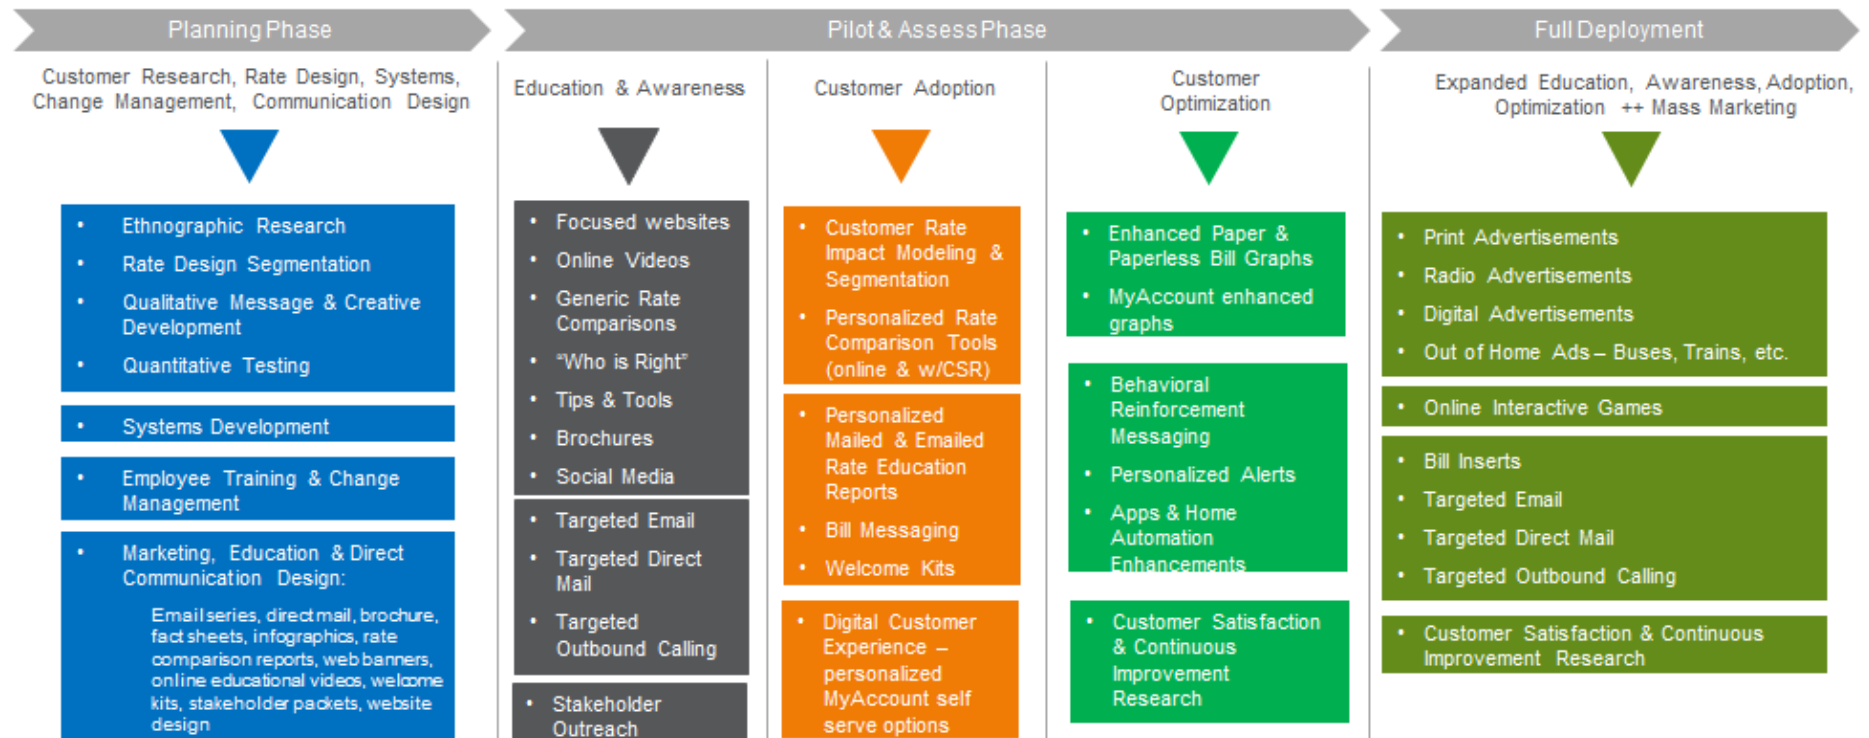 Planning Phase
Pilot & Assess Phase
Full Deployment
Customer Research, Rate Design, Systems,
Change Management, Communication Design
Education & Awareness
Customer Adoption
Customer
Optimization
Expanded Education, Awareness, Adoption,
Optimization ++ Mass Marketing
• Ethnographic Research
• Rate Design Segmentation
• Qualitative Message & Creative
Development
• Quantitative Testing
• Systems Development
• Employee Training & Change
Management
• Marketing, Education & Direct
Communication Design:
Email series, direct mail, brochure,
fact sheets, infographics, rate
comparison reports, web banners,
online educational videos, welcome
kits, stakeholder packets, website
design
• Focused websites
• Online Videos
• Generic Rate
Comparisons
• “Who is Right”
• Tips & Tools
• Brochures
• Social Media
• Targeted Email
• Targeted Direct
Mail
• Targeted
Outbound Calling
• Stakeholder
Outreach
• Customer Rate
Impact Modeling &
Segmentation
• Personalized Rate
Comparison Tools
(online & w/CSR)
• Personalized
Mailed & Emailed
Rate Education
Reports
• Bill Messaging
• Welcome Kits
• Digital Customer
Experience –
personalized
MyAccount self
serve options
• Enhanced Paper &
Paperless Bill Graphs
• MyAccount enhanced
graphs
• Behavioral
Reinforcement
Messaging
• Personalized Alerts
• Apps & Home
Automation
Enhancements
• Customer Satisfaction
& Continuous
Improvement
Research
• Print Advertisements
• Radio Advertisements
• Digital Advertisements
• Out of Home Ads – Buses, Trains, etc.
• Online Interactive Games
• Bill Inserts
• Targeted Email
• Targeted Direct Mail
• Targeted Outbound Calling
• Customer Satisfaction & Continuous
Improvement Research